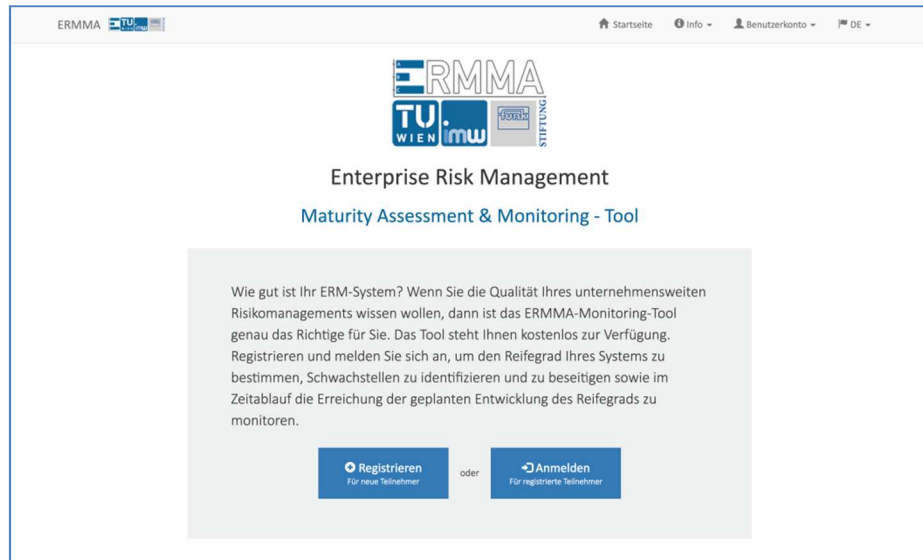 ERMMA
Startseite
Info
Benutzerkonto
DE
ERMMA
TU
WIEN
imw
funk
STIFTUNG
Enterprise Risk Management
Maturity Assessment & Monitoring - Tool
Wie gut ist Ihr ERM-System? Wenn Sie die Qualität Ihres unternehmensweiten
Risikomanagements wissen wollen, dann ist das ERMMA-Monitoring-Tool
genau das Richtige für Sie. Das Tool steht Ihnen kostenlos zur Verfügung.
Registrieren und melden Sie sich an, um den Reifegrad Ihres Systems zu
bestimmen, Schwachstellen zu identifizieren und zu beseitigen sowie im
Zeitablauf die Erreichung der geplanten Entwicklung des Reifegrads zu
monitoren.
Registrieren
Für neue Teilnehmer
oder
Anmelden
Für registrierte Teilnehmer